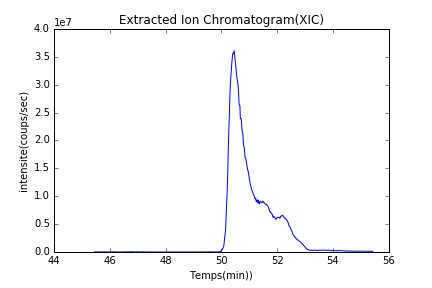 Extracted Ion Chromatogram(XIC)
1e7
4.0
3.5
3.0
2.5
2.0
1.5
1.0
0.5
0.0
intensite(coups/sec)
44 46 48 50 52 54 56
Temps(min))